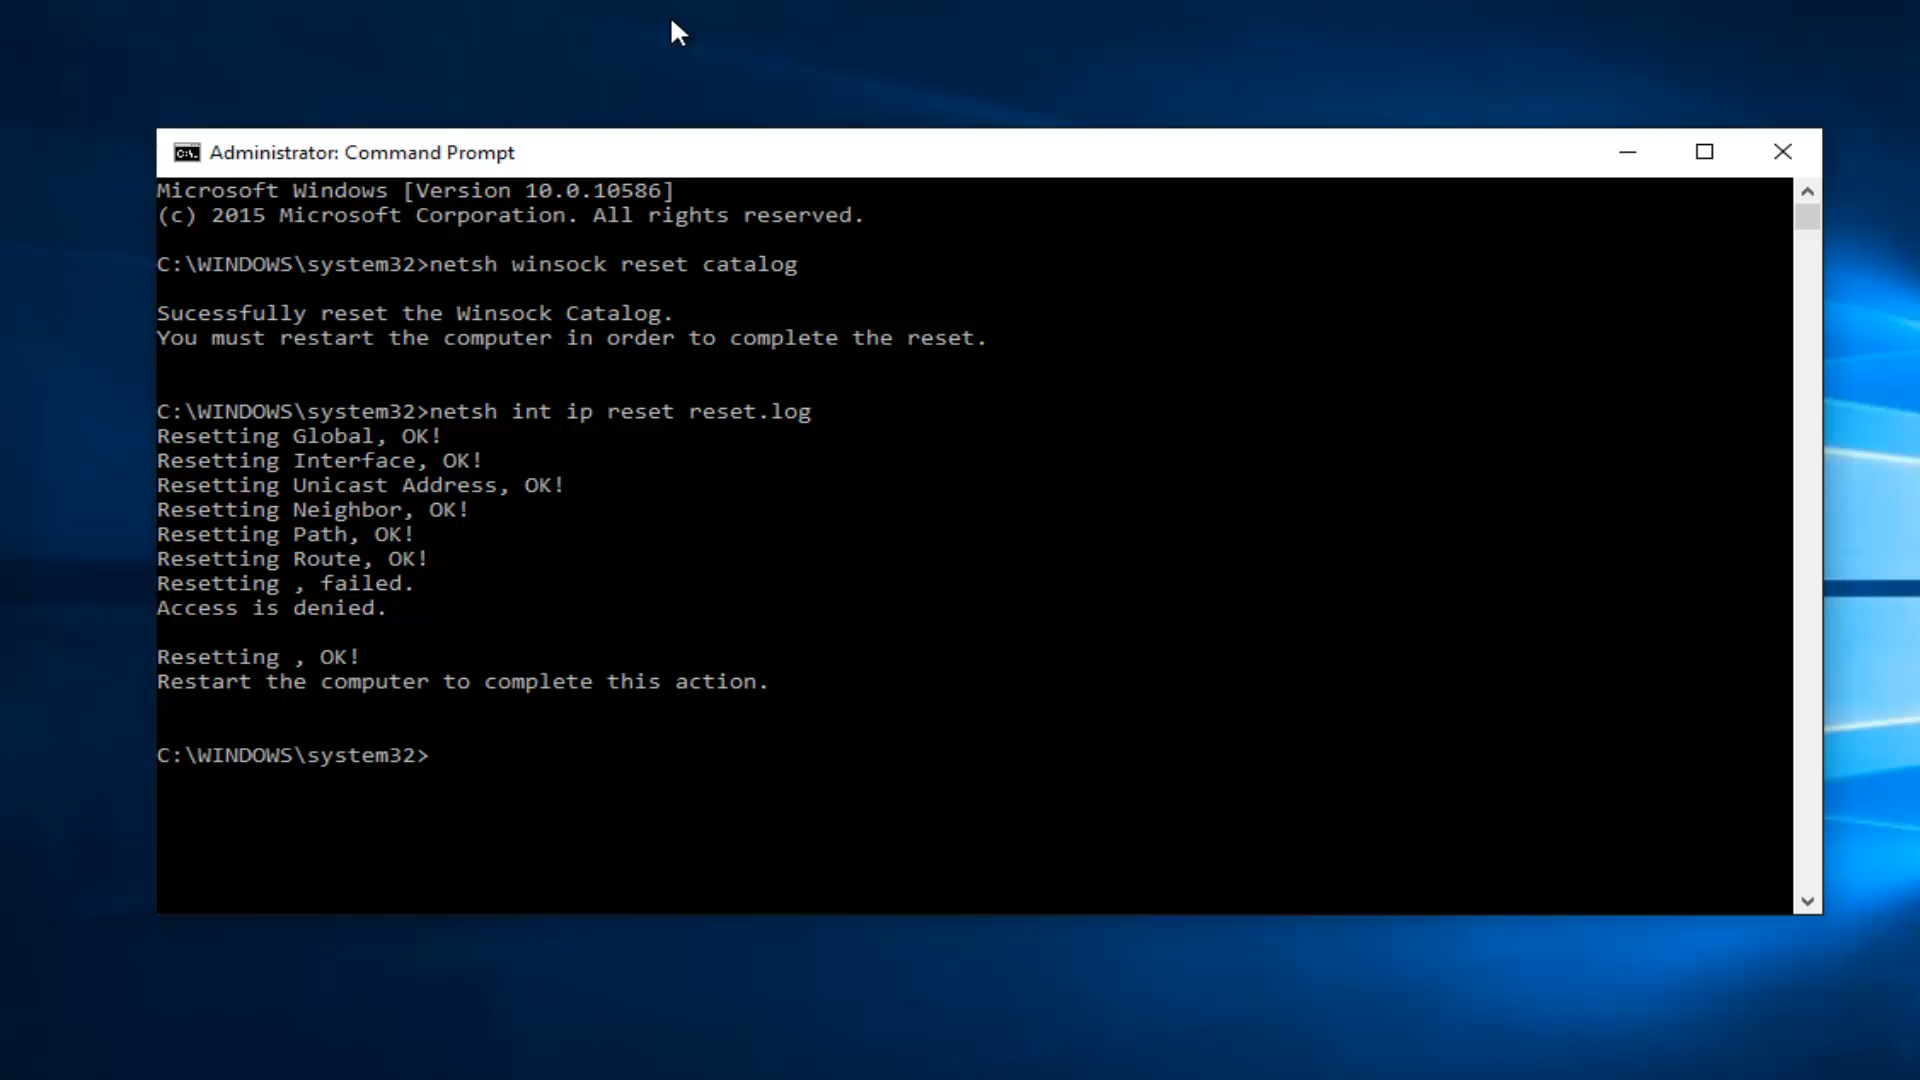 Administrator: Command Prompt
Microsoft Windows [Version 10.0.10586]
(c) 2015 Microsoft Corporation. All rights reserved.
C:\WINDOWS\system32>netsh winsock reset catalog
Sucessfully reset the Winsock Catalog.
You must restart the computer in order to complete the reset.
C:\WINDOWS\system32>netsh int ip reset reset.log
Resetting Global, OK!
Resetting Interface, OK!
Resetting Unicast Address, OK!
Resetting Neighbor, OK!
Resetting Path, OK!
Resetting Route, OK!
Resetting , failed.
Access is denied.
Resetting , OK!
Restart the computer to complete this action.
C:\WINDOWS\system32>